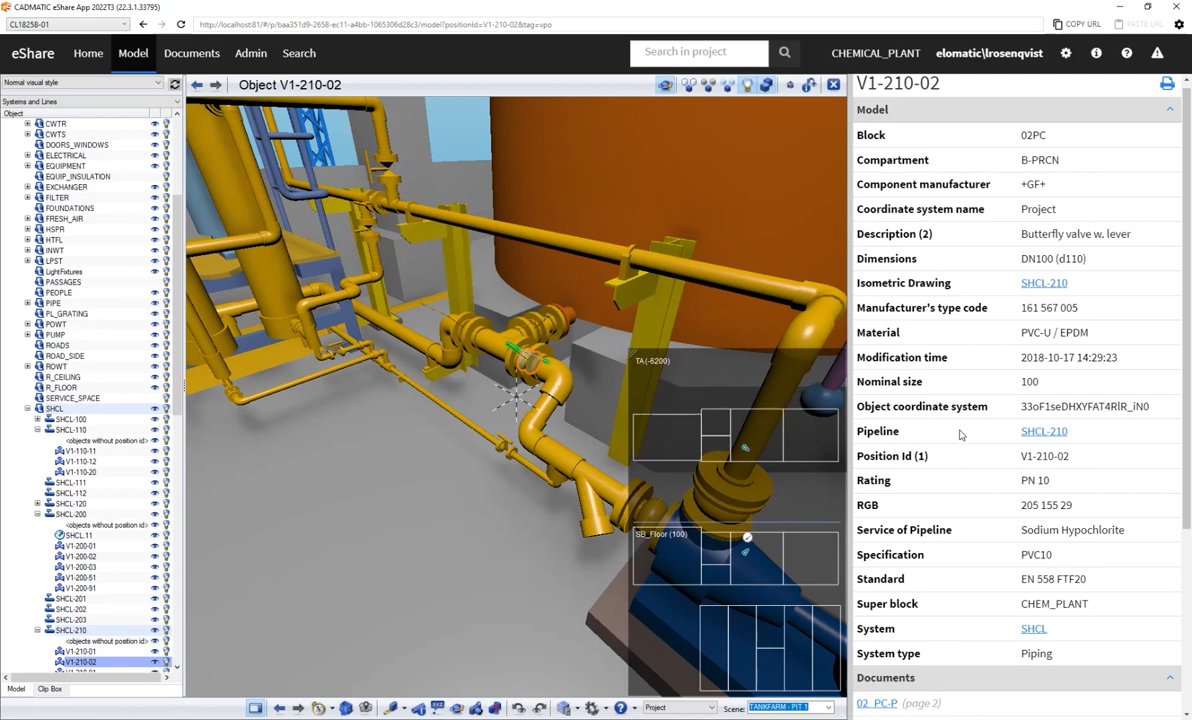 CADMATIC eShare App 2022T3 (22.3.1.33795)
CL18258-01
http://localhost:81/#/p/baa351d9-2658-ec11-a4bb-1065306d28c3/model?positionId=V1-210-02&tag=vpo
COPY URL
PASTE URL
eShare
Home
Model
Documents
Admin
Search
Search in project
CHEMICAL_PLANT
elomatic\lrosenqvist
Normal visual style
Systems and Lines
Object
CWTR
CWTS
DOORS_WINDOWS
ELECTRICAL
EQUIPMENT
EQUIP_INSULATION
EXCHANGER
FILTER
FOUNDATIONS
FRESH_AIR
HSPR
HTFL
INWT
LPST
LightFixtures
PASSAGES
PEOPLE
PIPE
PL_GRATING
POWT
PUMP
ROADS
ROAD_SIDE
ROWT
R_CEILING
R_FLOOR
SERVICE_SPACE
SHCL
SHCL-100
SHCL-110
<objects without position id>
V1-110-11
V1-110-12
V1-110-20
SHCL-111
SHCL-112
SHCL-120
SHCL-200
<objects without position id>
SHCL.11
V1-200-01
V1-200-02
V1-200-03
V1-200-51
V1-200-91
SHCL-201
SHCL-202
SHCL-203
SHCL-210
<objects without position id>
V1-210-01
V1-210-02
Model
Clip Box
Object V1-210-02
TA (-6200)
SB_Floor (100)
Project
Scene:
TANKFARM - PIT 1
V1-210-02
Model
Block 02PC
Compartment B-PRCN
Component manufacturer +GF+
Coordinate system name Project
Description (2) Butterfly valve w. lever
Dimensions DN100 (d110)
Isometric Drawing SHCL-210
Manufacturer's type code 161 567 005
Material PVC-U / EPDM
Modification time 2018-10-17 14:29:23
Nominal size 100
Object coordinate system 33oF1seDHXYFAT4RlR_iN0
Pipeline SHCL-210
Position Id (1) V1-210-02
Rating PN 10
RGB 205 155 29
Service of Pipeline Sodium Hypochlorite
Specification PVC10
Standard EN 558 FTF20
Super block CHEM_PLANT
System SHCL
System type Piping
Documents
02_PC-P (page 2)